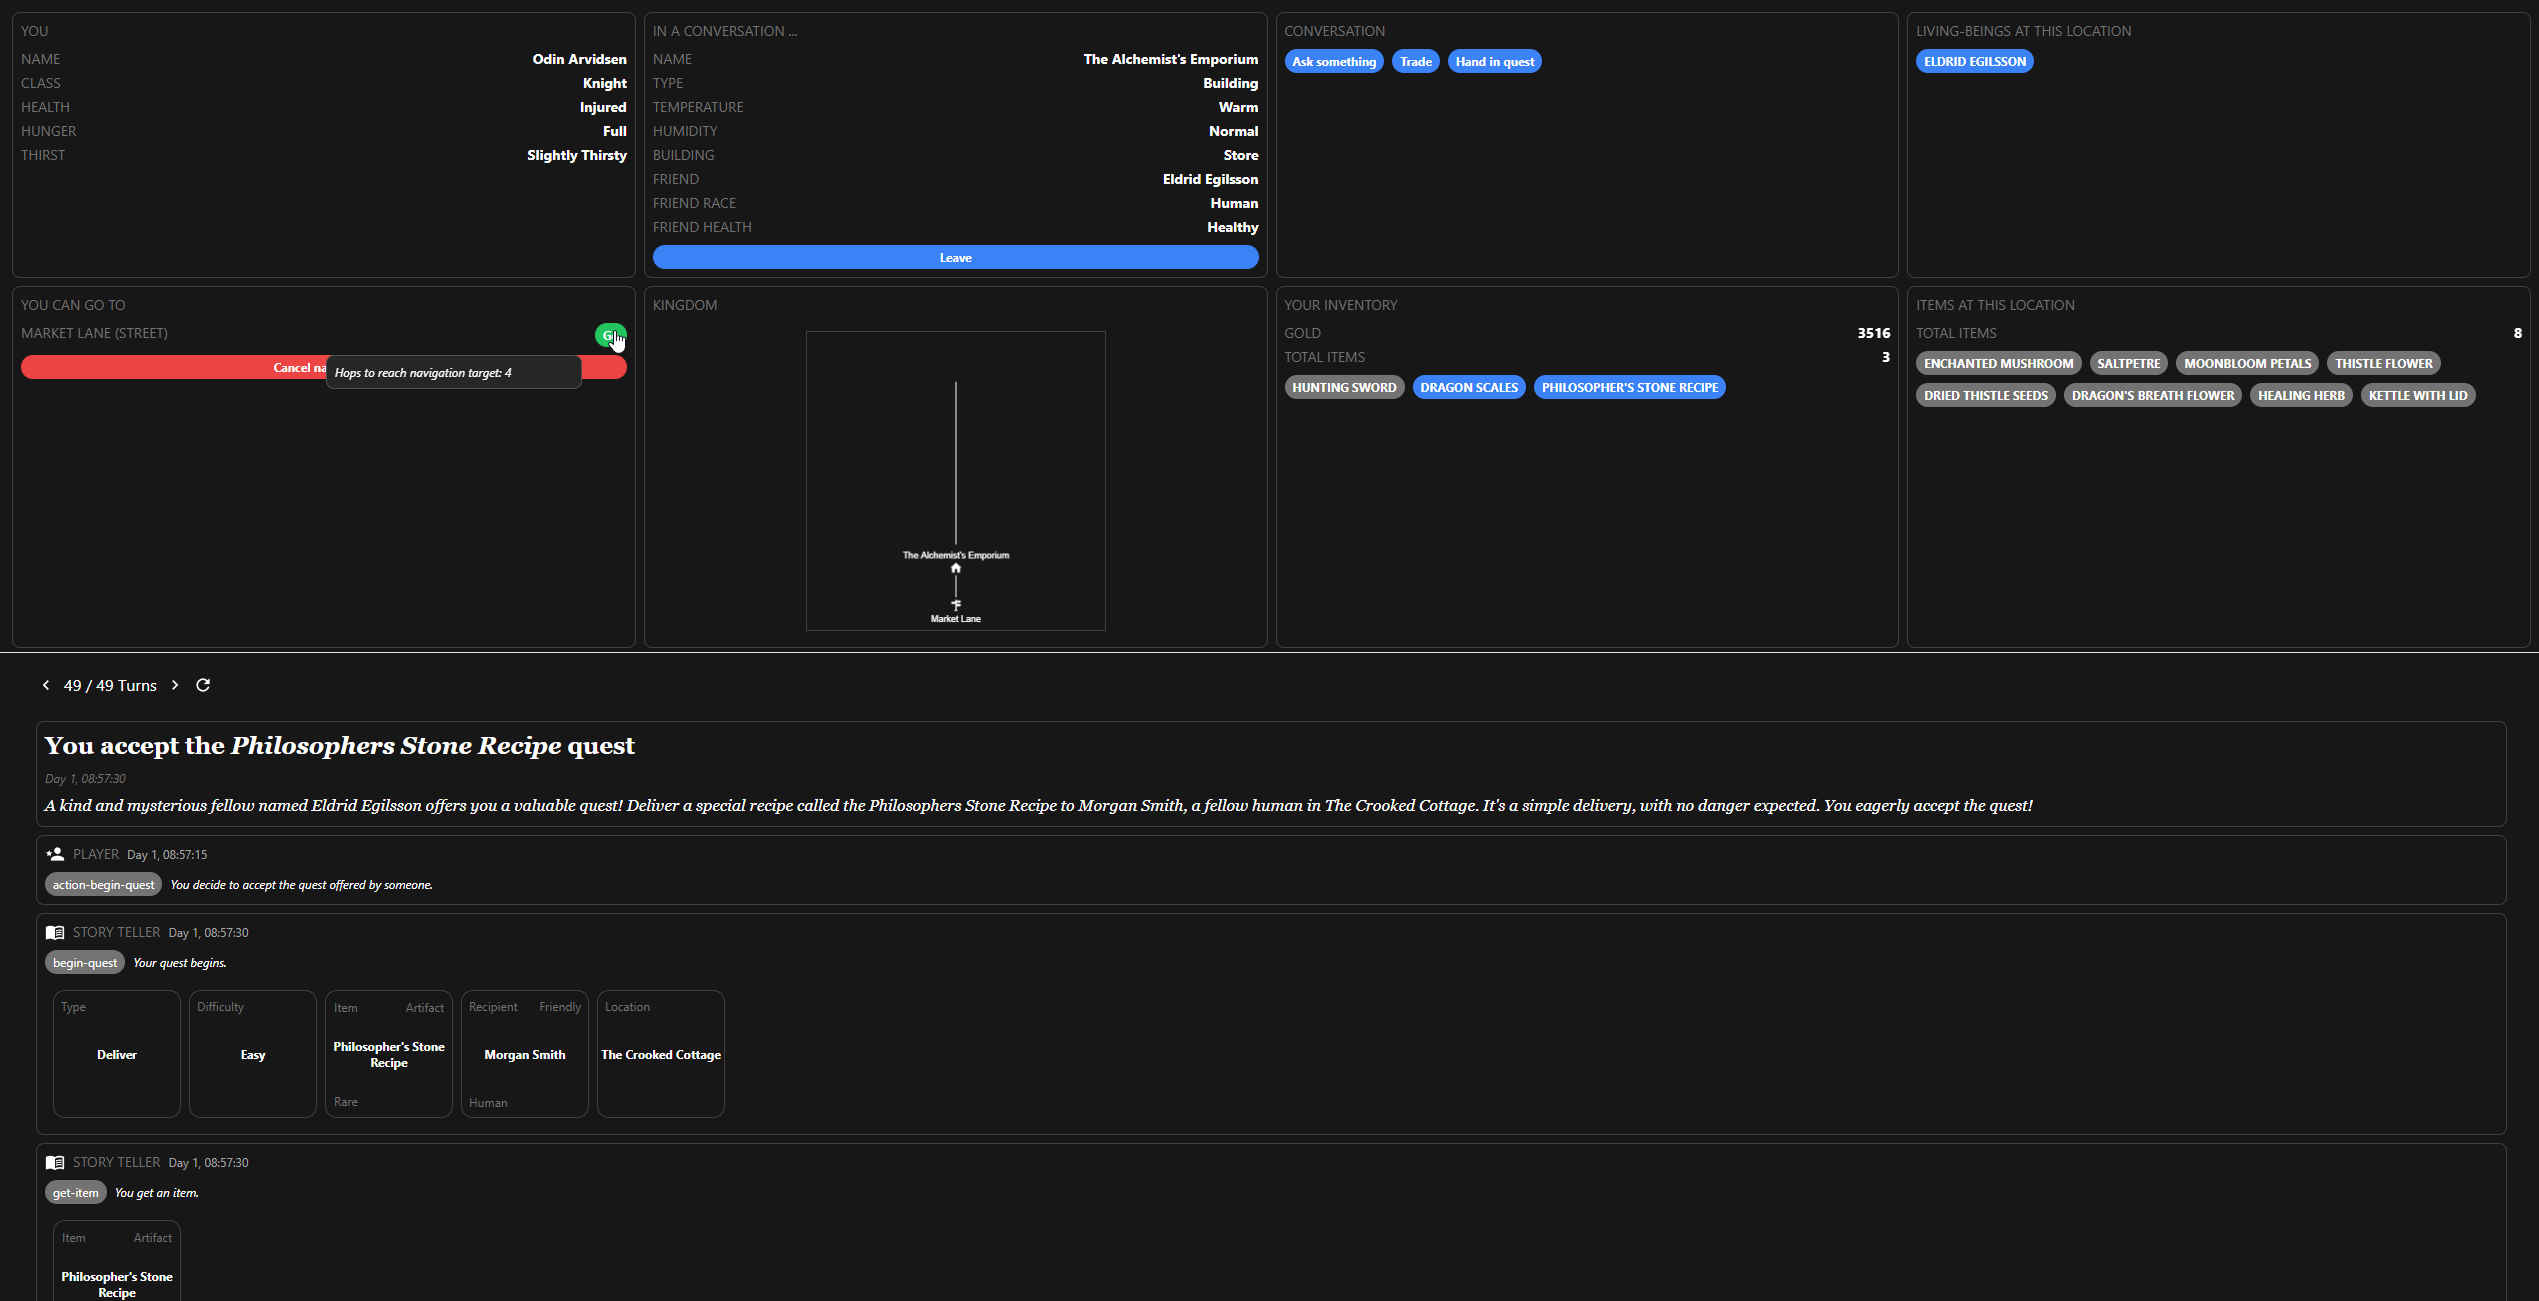 YOU
NAME Odin Arvidsen
CLASS Knight
HEALTH Injured
HUNGER Full
THIRST Slightly Thirsty
IN A CONVERSATION ...
NAME The Alchemist's Emporium
TYPE Building
TEMPERATURE Warm
HUMIDITY Normal
BUILDING Store
FRIEND Eldrid Egilsson
FRIEND RACE Human
FRIEND HEALTH Healthy
Leave
CONVERSATION
Ask something Trade Hand in quest
LIVING-BEINGS AT THIS LOCATION
ELDRID EGILSSON
YOU CAN GO TO
MARKET LANE (STREET)
Cancel
Hops to reach navigation target: 4
KINGDOM
The Alchemist's Emporium
Market Lane
YOUR INVENTORY
GOLD 3516
TOTAL ITEMS 3
HUNTING SWORD DRAGON SCALES PHILOSOPHER'S STONE RECIPE
ITEMS AT THIS LOCATION
TOTAL ITEMS 8
ENCHANTED MUSHROOM SALTPETRE MOONBLOOM PETALS THISTLE FLOWER
DRIED THISTLE SEEDS DRAGON'S BREATH FLOWER HEALING HERB KETTLE WITH LID
49 / 49 Turns
You accept the Philosophers Stone Recipe quest
Day 1, 08:57:30
A kind and mysterious fellow named Eldrid Egilsson offers you a valuable quest! Deliver a special recipe called the Philosophers Stone Recipe to Morgan Smith, a fellow human in The Crooked Cottage. It's a simple delivery, with no danger expected. You eagerly accept the quest!
PLAYER Day 1, 08:57:15
action-begin-quest You decide to accept the quest offered by someone.
STORY TELLER Day 1, 08:57:30
begin-quest Your quest begins.
Type
Deliver
Difficulty
Easy
Item Artifact
Philosopher's Stone
Recipe
Rare
Recipient Friendly
Morgan Smith
Human
Location
The Crooked Cottage
STORY TELLER Day 1, 08:57:30
get-item You get an item.
Item Artifact
Philosopher's Stone
Recipe